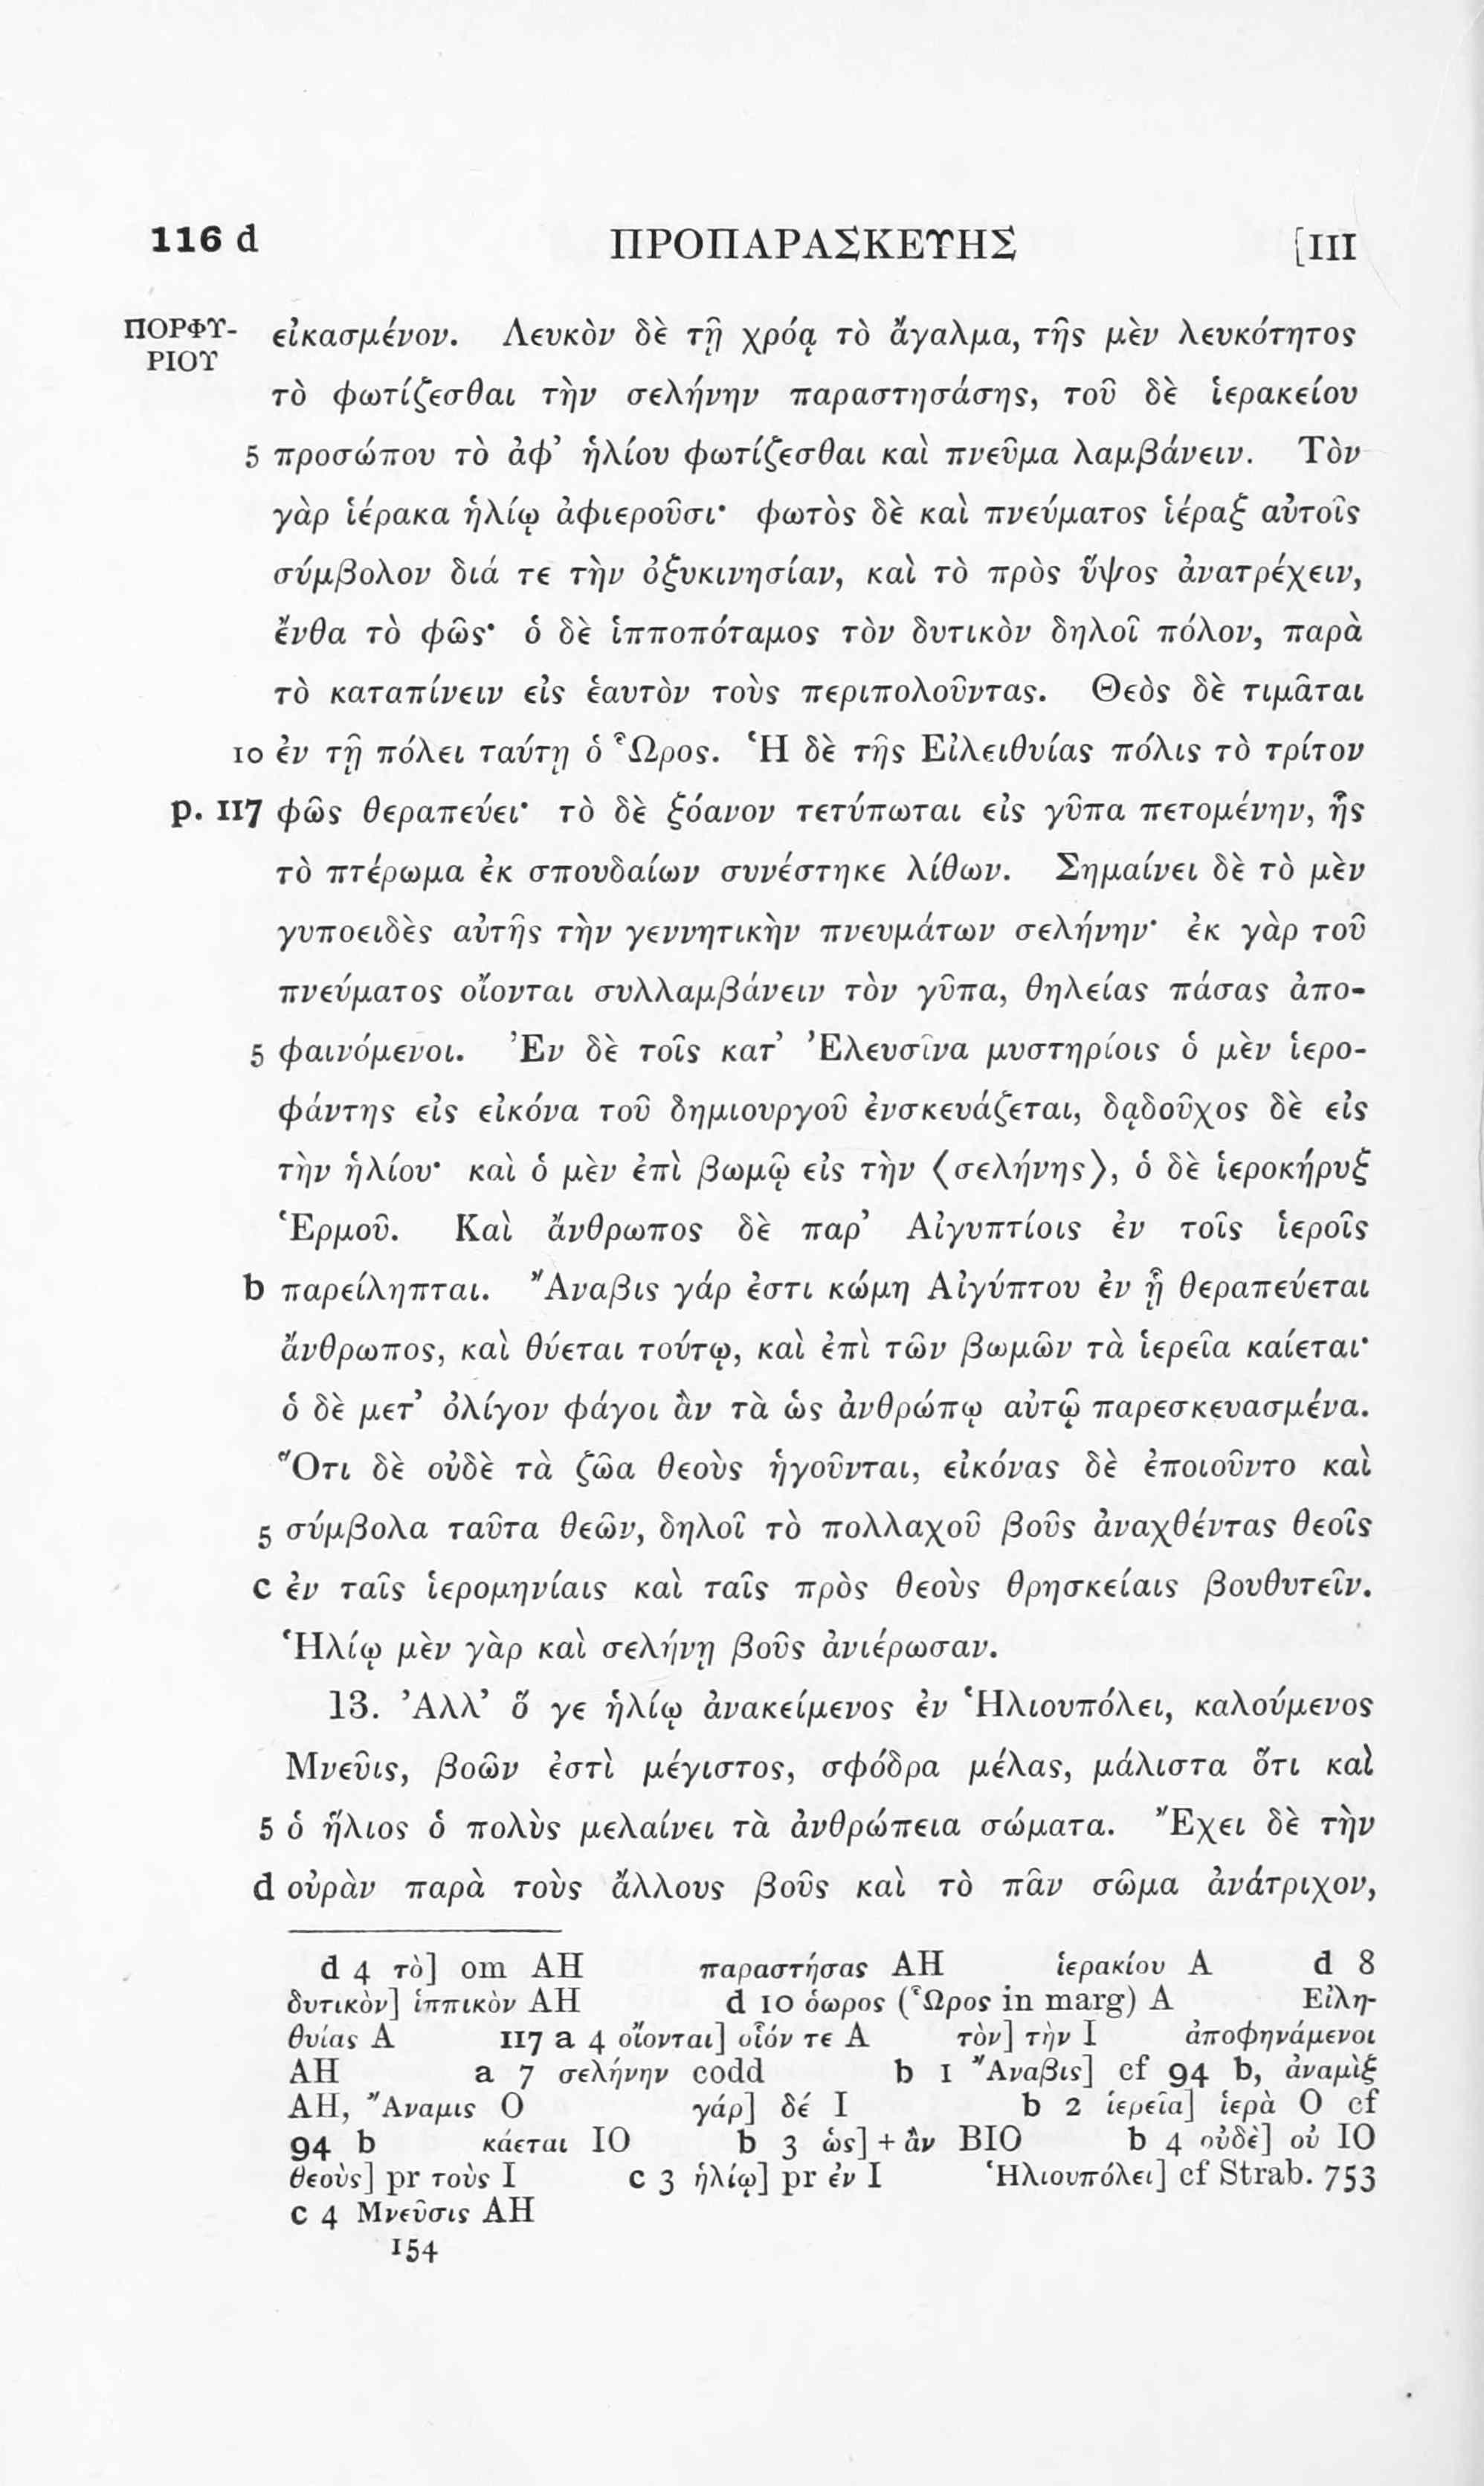 116 d ΠΡΟΠΑΡΑΣΚΕΥΗΣ [III
ΠΟΡΦΥ- εἰκασμένον. Λευκὸν δὲ τῇ χρόᾳ τὸ ἄγαλμα, τῆς μὲν λευκότητος
ΡΙΟΥ
τὸ φωτίζεσθαι τὴν σελήνην παραστησάσης, τοῦ δὲ ἱερακείου
5 προσώπου τὸ ἀφ’ ἡλίου φωτίζεσθαι καὶ πνεῦμα λαμβάνειν. Τὸν
γὰρ ἱέρακα ἡλίῳ ἀφιεροῦσι· φωτὸς δὲ καὶ πνεύματος ἱέραξ αὐτοῖς
σύμβολον διά τε τὴν ὀξυκινησίαν, καὶ τὸ πρὸς ὕψος ἀνατρέχειν,
ἔνθα τὸ φῶς· ὁ δὲ ἱπποπόταμος τὸν δυτικὸν δηλοῖ πόλον, παρὰ
τὸ καταπίνειν εἰς ἑαυτὸν τοὺς περιπολοῦντας. Θεὸς δὲ τιμᾶται
10 ἐν τῇ πόλει ταύτῃ ὁ Ὧρος. Ἡ δὲ τῆς Εἰλειθυίας πόλις τὸ τρίτον
p. 117 φῶς θεραπεύει· τὸ δὲ ξόανον τετύπωται εἰς γῦπα πετομένην, ἧς
τὸ πτέρωμα ἐκ σπουδαίων συνέστηκε λίθων. Σημαίνει δὲ τὸ μὲν
γυποειδὲς αὐτῆς τὴν γεννητικὴν πνευμάτων σελήνην· ἐκ γὰρ τοῦ
πνεύματος οἴονται συλλαμβάνειν τὸν γῦπα, θηλείας πάσας ἀπο-
5 φαινόμενοι. Ἐν δὲ τοῖς κατ’ Ἐλευσῖνα μυστηρίοις ὁ μὲν ἱερο-
φάντης εἰς εἰκόνα τοῦ δημιουργοῦ ἐνσκευάζεται, δᾳδοῦχος δὲ εἰς
τὴν ἡλίου· καὶ ὁ μὲν ἐπὶ βωμῷ εἰς τὴν ⟨σελήνης⟩, ὁ δὲ ἱεροκήρυξ
Ἑρμοῦ. Καὶ ἄνθρωπος δὲ παρ’ Αἰγυπτίοις ἐν τοῖς ἱεροῖς
b παρείληπται. Ἄναβις γάρ ἐστι κώμη Αἰγύπτου ἐν ᾗ θεραπεύεται
ἄνθρωπος, καὶ θύεται τούτῳ, καὶ ἐπὶ τῶν βωμῶν τὰ ἱερεῖα καίεται·
ὁ δὲ μετ’ ὀλίγον φάγοι ἂν τὰ ὡς ἀνθρώπῳ αὐτῷ παρεσκευασμένα.
Ὅτι δὲ οὐδὲ τὰ ζῶα θεοὺς ἡγοῦνται, εἰκόνας δὲ ἐποιοῦντο καὶ
5 σύμβολα ταῦτα θεῶν, δηλοῖ τὸ πολλαχοῦ βοῦς ἀναχθέντας θεοῖς
c ἐν ταῖς ἱερομηνίαις καὶ ταῖς πρὸς θεοὺς θρησκείαις βουθυτεῖν.
Ἡλίῳ μὲν γὰρ καὶ σελήνῃ βοῦς ἀνιέρωσαν.
13. Ἀλλ’ ὅ γε ἡλίῳ ἀνακείμενος ἐν Ἡλιουπόλει, καλούμενος
Μνεῦις, βοῶν ἐστὶ μέγιστος, σφόδρα μέλας, μάλιστα ὅτι καὶ
5 ὁ ἥλιος ὁ πολὺς μελαίνει τὰ ἀνθρώπεια σώματα. Ἔχει δὲ τὴν
d οὐρὰν παρὰ τοὺς ἄλλους βοῦς καὶ τὸ πᾶν σῶμα ἀνάτριχον,
d 4 τὸ] om AH παραστήσας AH ἱερακίου A d 8
δυτικὸν] ἱππικὸν AH d 10 ὁωρος (Ὧρος in marg) A Εἰλη-
θυίας A 117 a 4 οἴονται] οἷόν τε A τὸν] τὴν I ἀποφηνάμενοι
AH a 7 σελήνην codd b 1 Ἄναβις] cf 94 b, ἀναμὶξ
AH, Ἄναμις O γάρ] δέ I b 2 ἱερεῖα] ἱερὰ O cf
94 b κάεται IO b 3 ὡς] + ἂν BIO b 4 οὐδὲ] οὐ IO
θεοὺς] pr τοὺς I c 3 ἡλίῳ] pr ἐν I Ἡλιουπόλει] cf Strab. 753
c 4 Μνεῦσις AH
154